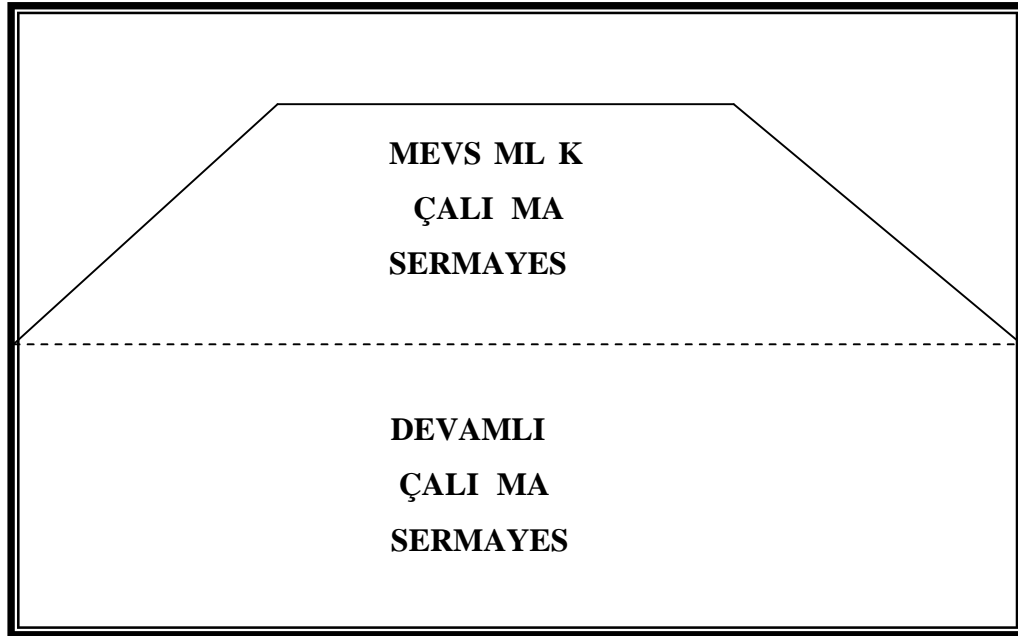 MEVS ML K
ÇALI MA
SERMAYES
DEVAMLI
ÇALI MA
SERMAYES